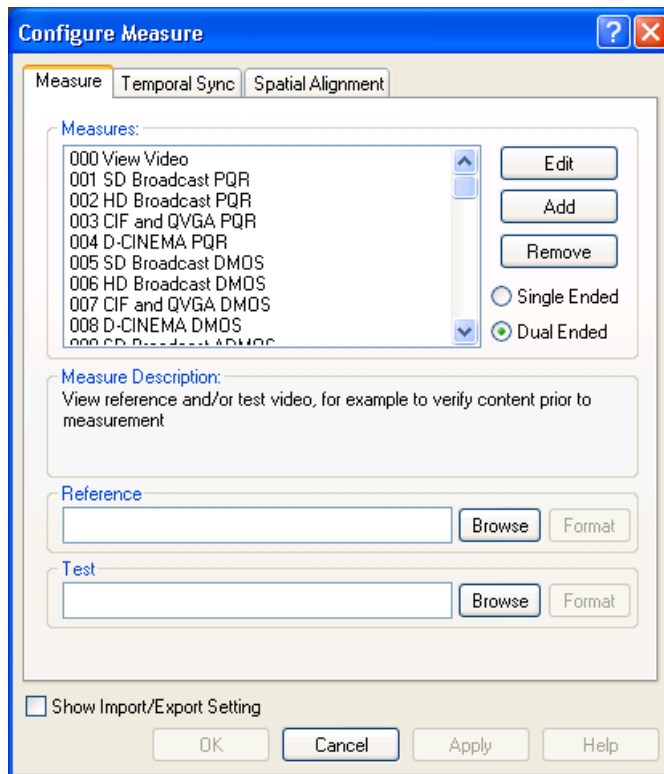 Configure Measure
Measure Temporal Sync Spatial Alignment
Measures:
000 View Video
001 SD Broadcast PQR
002 HD Broadcast PQR
003 CIF and QVGA PQR
004 D-CINEMA PQR
005 SD Broadcast DMOS
006 HD Broadcast DMOS
007 CIF and QVGA DMOS
008 D-CINEMA DMOS
009 SD Broadcast ADMOS
Edit
Add
Remove
Single Ended
Dual Ended
Measure Description:
View reference and/or test video, for example to verify content prior to
measurement
Reference
Browse Format
Test
Browse Format
Show Import/Export Setting
OK Cancel Apply Help